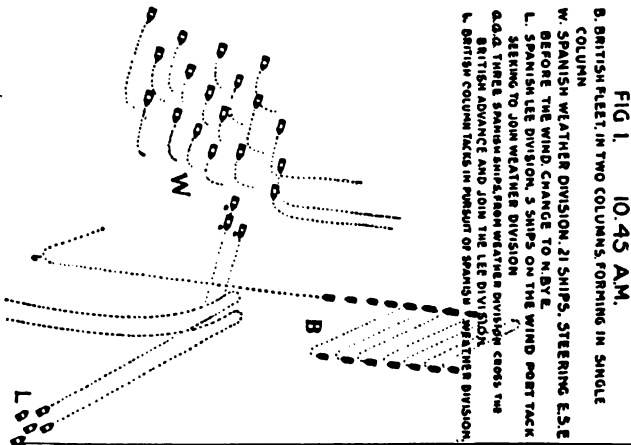 FIG 1. 10.45 A.M.
B. BRITISH FLEET, IN TWO COLUMNS, FORMING IN SINGLE
COLUMN
W. SPANISH WEATHER DIVISION. 21 SHIPS. STEERING E.S.E
BEFORE THE WIND. CHANGE TO N. BY E.
L. SPANISH LEE DIVISION, 5 SHIPS ON THE WIND PORT TACK
SEEKING TO JOIN WEATHER DIVISION
G.G.G THREE SPANISH SHIPS, FROM WEATHER DIVISION CROSS THE
BRITISH ADVANCE AND JOIN THE LEE DIVISION
BRITISH COLUMN TACKS IN PURSUIT OF SPANISH WEATHER DIVISION.
W
B
L